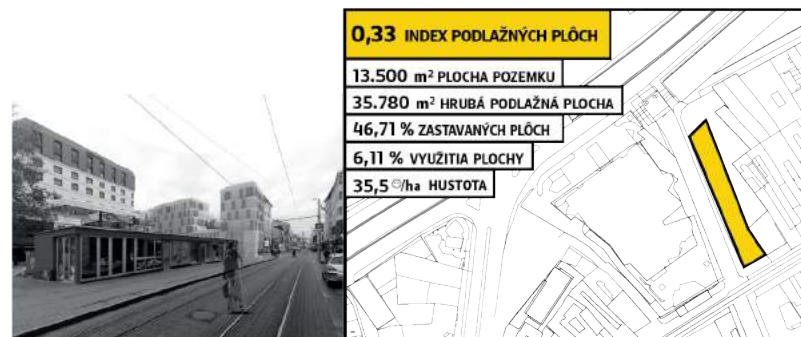 0,33 INDEX PODLAŽNÝCH PLÔCH
13.500 m² PLOCHA POZEMKU
35.780 m² HRUBÁ PODLAŽNÁ PLOCHA
46,71 % ZASTAVANÝCH PLÔCH
6,11 % VYUŽITIA PLOCHY
35,5 ☺/ha HUSTOTA